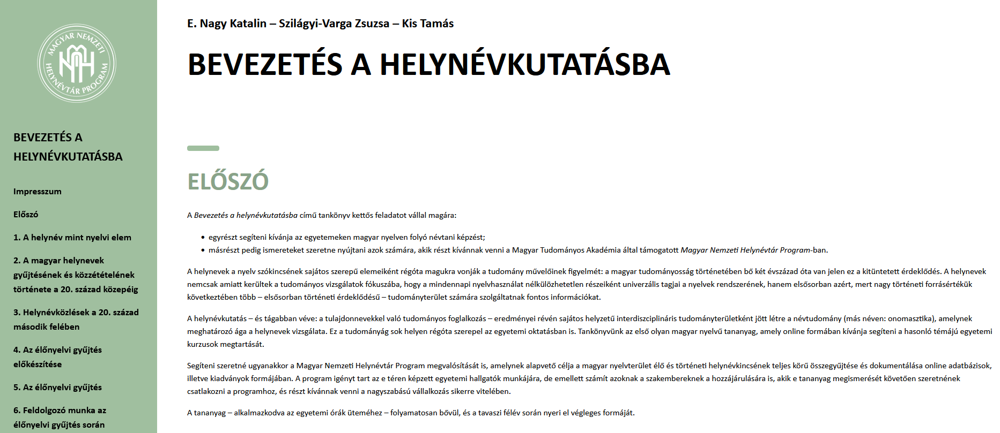 MAGYAR NEMZETI
HELYNÉVTÁR PROGRAM
BEVEZETÉS A
HELYNÉVKUTATÁSBA
Impresszum
Előszó
1. A helynév mint nyelvi elem
2. A magyar helynevek
gyűjtésének és közzétételének
története a 20. század közepéig
3. Helynévközlések a 20. század
második felében
4. Az élőnyelvi gyűjtés
előkészítése
5. Az élőnyelvi gyűjtés
6. Feldolgozó munka az
élőnyelvi gyűjtés során
E. Nagy Katalin – Szilágyi-Varga Zsuzsa – Kis Tamás
BEVEZETÉS A HELYNÉVKUTATÁSBA
ELŐSZÓ
A Bevezetés a helynévkutatásba című tankönyv kettős feladatot vállal magára:
• egyrészt segíteni kívánja az egyetemeken magyar nyelven folyó névtani képzést;
• másrészt pedig ismereteket szeretne nyújtani azok számára, akik részt kívánnak venni a Magyar Tudományos Akadémia által támogatott Magyar Nemzeti Helynévtár Program-ban.
A helynevek a nyelv szókincsének sajátos szerepű elemeiként régóta magukra vonják a tudomány művelőinek figyelmét: a magyar tudományosság történetében bő két évszázad óta van jelen ez a kitüntetett érdeklődés. A helynevek
nemcsak amiatt kerültek a tudományos vizsgálatok fókuszába, hogy a mindennapi nyelvhasználat nélkülözhetetlen részeiként univerzális tagjai a nyelvek rendszerének, hanem elsősorban azért, mert nagy történeti forrásértékük
következtében több – elsősorban történeti érdeklődésű – tudományterület számára szolgáltatnak fontos információkat.
A helynévkutatás – és tágabban véve: a tulajdonnevekkel való tudományos foglalkozás – eredményei révén sajátos helyzetű interdiszciplináris tudományterületként jött létre a névtudomány (más néven: onomasztika), amelynek
meghatározó ága a helynevek vizsgálata. Ez a tudományág sok helyen régóta szerepel az egyetemi oktatásban is. Tankönyvünk az első olyan magyar nyelvű tananyag, amely online formában kívánja segíteni a hasonló témájú egyetemi
kurzusok megtartását.
Segíteni szeretné ugyanakkor a Magyar Nemzeti Helynévtár Program megvalósítását is, amelynek alapvető célja a magyar nyelvterület élő és történeti helynévkincsének teljes körű összegyűjtése és dokumentálása online adatbázisok,
illetve kiadványok formájában. A program igényt tart az e téren képzett egyetemi hallgatók munkájára, de emellett számít azoknak a szakembereknek a hozzájárulására is, akik e tananyag megismerését követően szeretnének
csatlakozni a programhoz, és részt kívánnak venni a nagyszabású vállalkozás sikerre vitelében.
A tananyag – alkalmazkodva az egyetemi órák üteméhez – folyamatosan bővül, és a tavaszi félév során nyeri el végleges formáját.